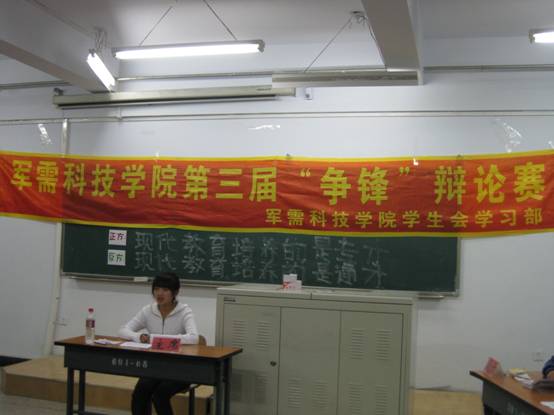 军需科技学院第三届“争锋”辩论赛
军需科技学院学生会学习部
正方
现代教育培养的是专才
反方
现代教育培养的是通才
主席
601-08